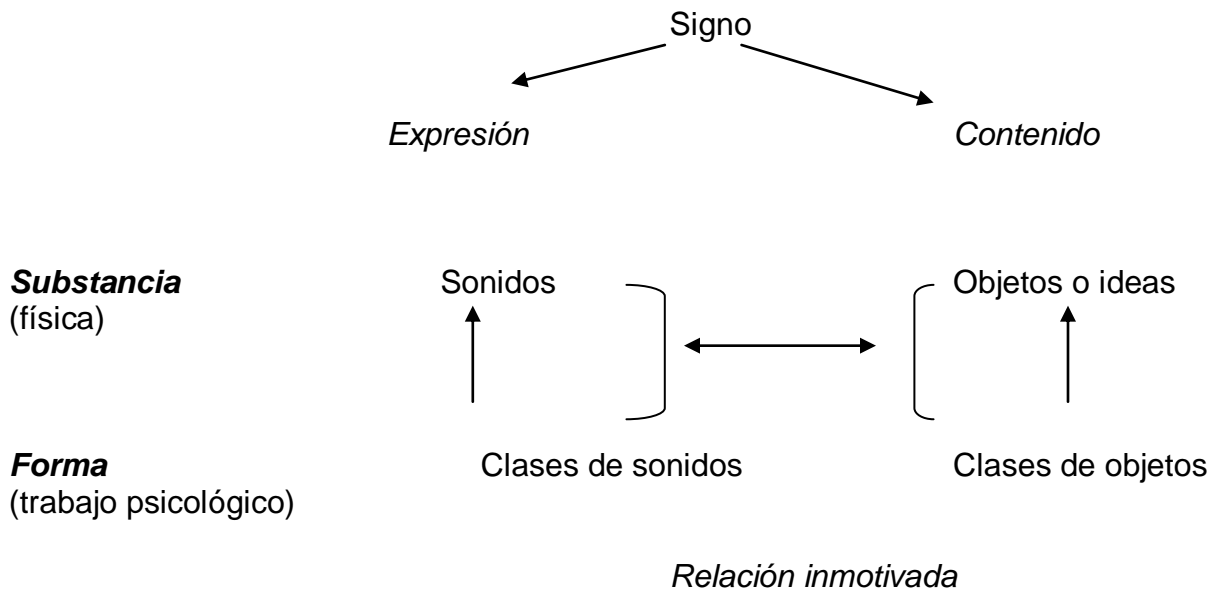 Signo
Expresión Contenido
Substancia Sonidos Objetos o ideas
(física)
Forma Clases de sonidos Clases de objetos
(trabajo psicológico)
Relación inmotivada